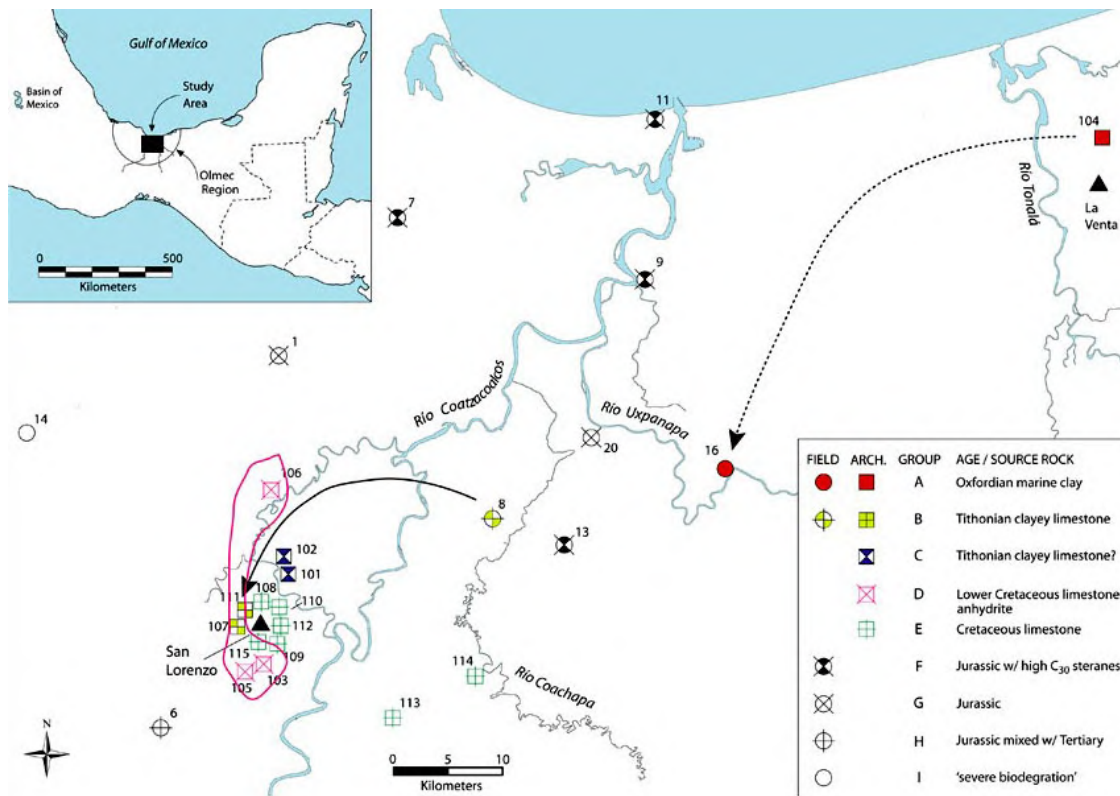 Gulf of Mexico
Basin of
Mexico
Study
Area
Olmec
Region
0 500
Kilometers
11
104
Río Tonalá
La
Venta
7
9
1
Río Coatzacoalcos
14
Río Uxpanapa
20
16
106
8
13
102
101
111
108
110
107
112
San
Lorenzo
115
109
105
103
114
Río Coachapa
6
113
N
0 5 10
Kilometers
FIELD ARCH. GROUP AGE / SOURCE ROCK
A Oxfordian marine clay
B Tithonian clayey limestone
C Tithonian clayey limestone?
D Lower Cretaceous limestone
anhydrite
E Cretaceous limestone
F Jurassic w/ high C30 steranes
G Jurassic
H Jurassic mixed w/ Tertiary
I 'severe biodegration'